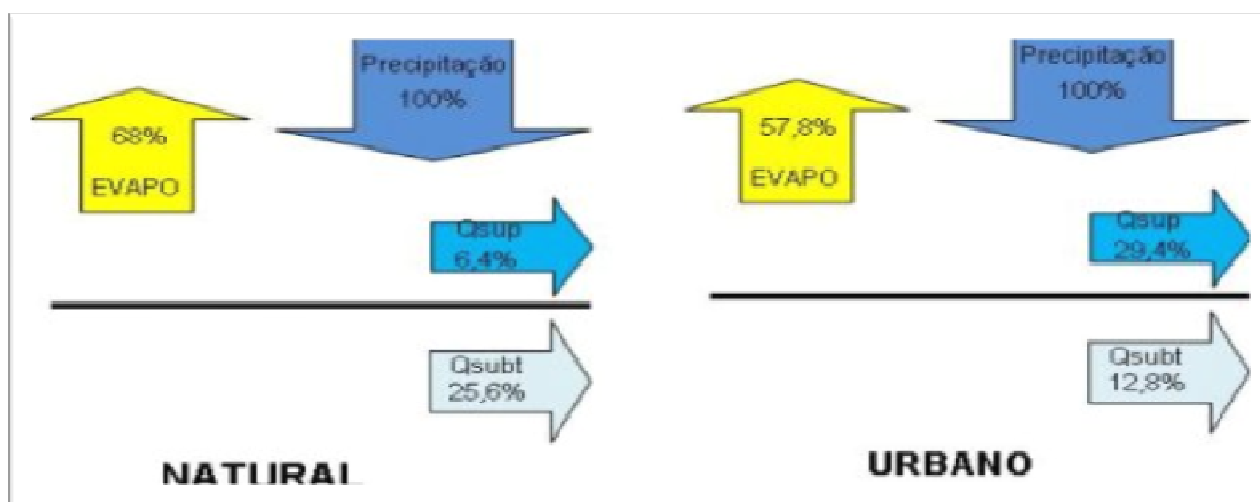 Precipitação
100%
68%
EVAPO
Qsup
6,4%
Qsubt
25,6%
NATURAL
Precipitação
100%
57,8%
EVAPO
Qsup
29,4%
Qsubt
12,8%
URBANO